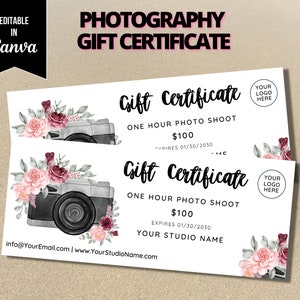 EDITABLE
IN
Canva
PHOTOGRAPHY
GIFT CERTIFICATE
Gift Certificate
ONE HOUR PHOTO SHOOT
$100
EXPIRES 01/30/2030
YOUR
LOGO
HERE
Gift Certificate
ONE HOUR PHOTO SHOOT
$100
EXPIRES 01/30/2030
YOUR STUDIO NAME
YOUR
LOGO
HERE
info@YourEmail.com | www.YourStudioName.com